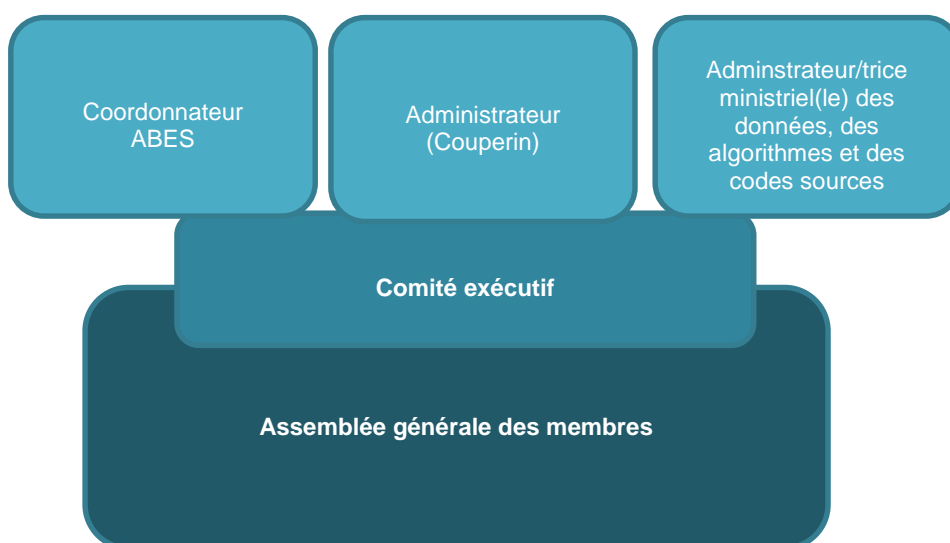 Coordonnateur
ABES
Administrateur
(Couperin)
Adminstrateur/trice
ministriel(le) des
données, des
algorithmes et des
codes sources
Comité exécutif
Assemblée générale des membres